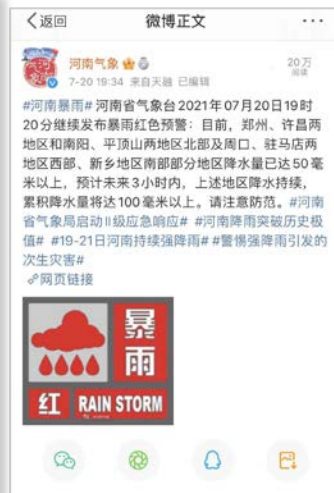 返回 微博正文
河南气象
20万
阅读
7-20 19:34 来自天融 已编辑
#河南暴雨# 河南省气象台2021年07月20日19时
20分继续发布暴雨红色预警：目前，郑州、许昌两
地区和南阳、平顶山两地区北部及周口、驻马店两
地区西部、新乡地区南部部分地区降水量已达50毫
米以上，预计未来3小时内，上述地区降水持续，
累积降水量将达100毫米以上。请注意防范。#河南
省气象局启动Ⅱ级应急响应# #河南降雨突破历史极
值# #19-21日河南持续强降雨# #警惕强降雨引发的
次生灾害#
网页链接
暴
雨
红 RAIN STORM